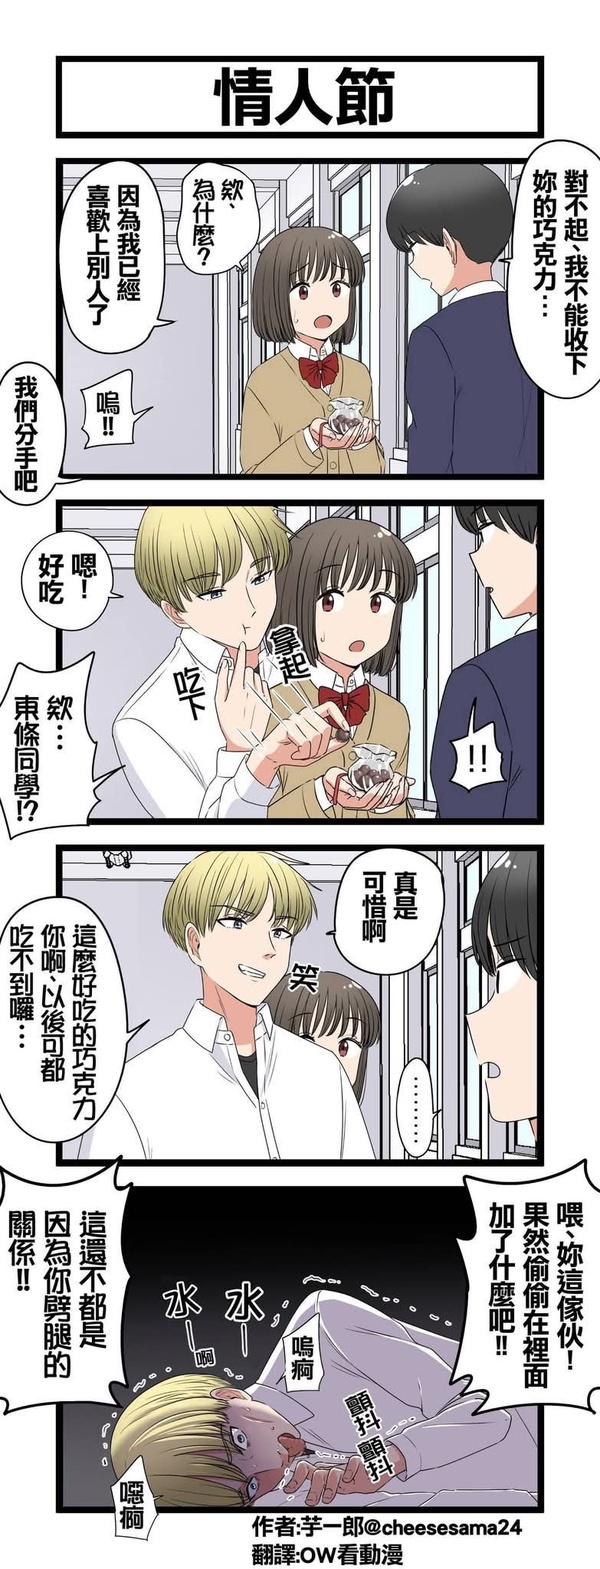 情人節
對不起、我不能收下
妳的巧克力…
欸、
為什麼?
因為我已經
喜歡上別人了
嗚!!
我們分手吧
嗯!
好吃
拿起
吃下
欸…
東條同學!?
!!
真是
可惜啊
笑
這麼好吃的巧克力
你啊、以後可都
吃不到囉…
………
喂、妳這傢伙!
果然偷偷在裡面
加了什麼吧!!
這還不都是
因為你劈腿的
關係!!
水—
水—
啊
嗚痾
顫抖
顫抖
噁痾
作者:芋一郎@cheesesama24
翻譯:OW看動漫